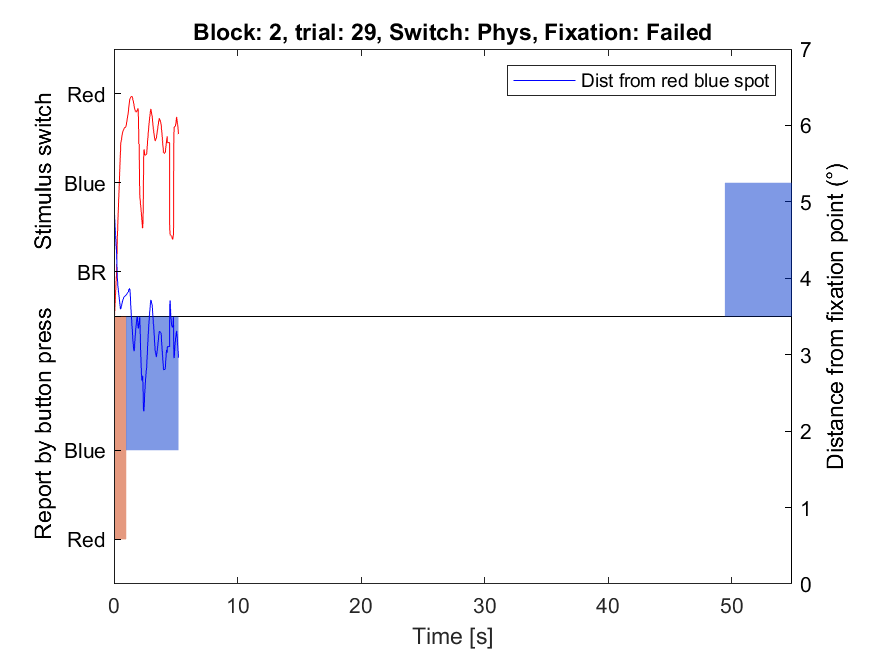 Block: 2, trial: 29, Switch: Phys, Fixation: Failed
Dist from red blue spot
Stimulus switch
Red
Blue
BR
Report by button press
Blue
Red
7
6
5
4
3
2
1
0
Distance from fixation point (°)
0 10 20 30 40 50
Time [s]